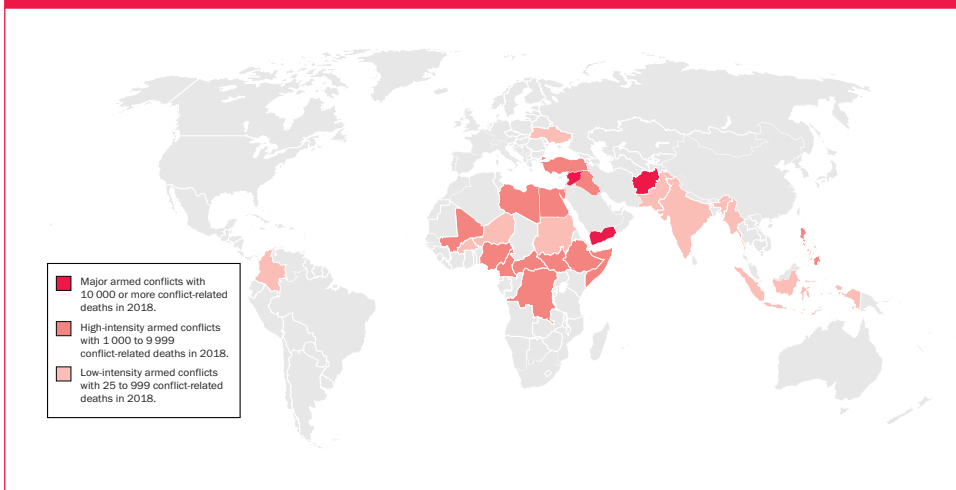 Major armed conflicts with
10 000 or more conflict-related
deaths in 2018.
High-intensity armed conflicts
with 1 000 to 9 999
conflict-related deaths in 2018.
Low-intensity armed conflicts
with 25 to 999 conflict-related
deaths in 2018.